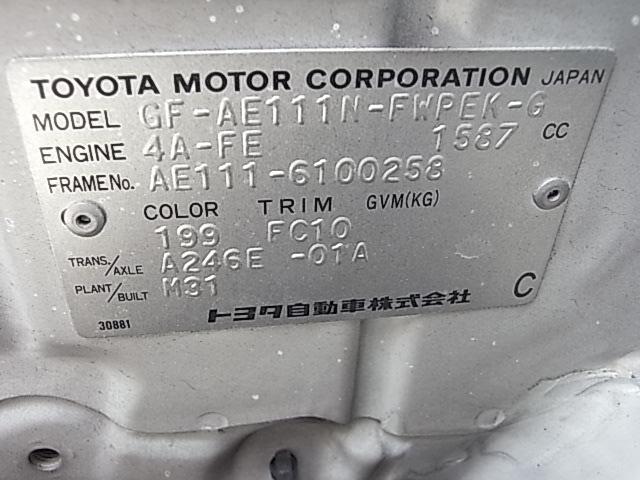 TOYOTA MOTOR CORPORATION JAPAN
MODEL GF-AE111N-FWPEK-G
ENGINE 4A-FE 1587 CC
FRAME No. AE111-6100258
COLOR TRIM GVM(KG)
199 FC10
TRANS./AXLE A246E -01A
PLANT/BUILT M31
30881 トヨタ自動車株式会社 C